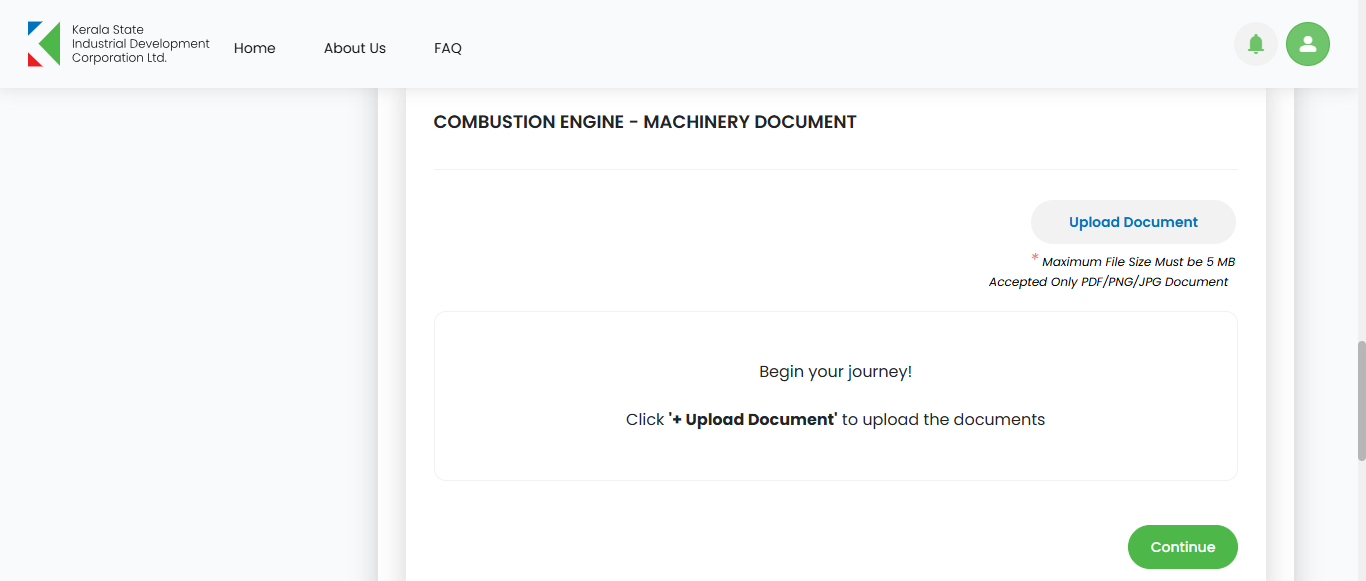 Kerala State
Industrial Development
Corporation Ltd.
Home
About Us
FAQ
COMBUSTION ENGINE - MACHINERY DOCUMENT
Upload Document
* Maximum File Size Must be 5 MB
Accepted Only PDF/PNG/JPG Document
Begin your journey!
Click '+ Upload Document' to upload the documents
Continue